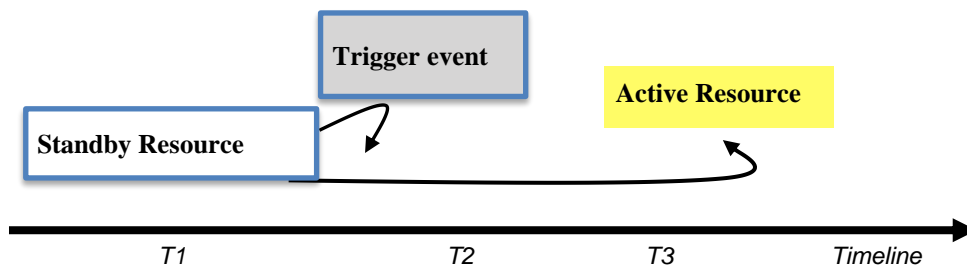 Trigger event
Active Resource
Standby Resource
T1
T2
T3
Timeline